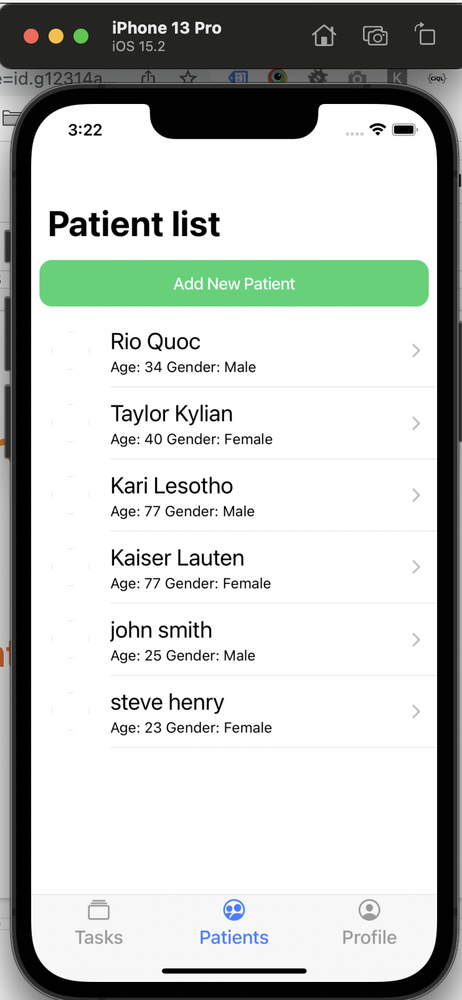 iPhone 13 Pro
iOS 15.2
e=id.g12314a...
K
{CiQL}
3:22
Patient list
Add New Patient
Rio Quoc
Age: 34 Gender: Male
Taylor Kylian
Age: 40 Gender: Female
Kari Lesotho
Age: 77 Gender: Male
Kaiser Lauten
Age: 77 Gender: Female
john smith
Age: 25 Gender: Male
steve henry
Age: 23 Gender: Female
Tasks
Patients
Profile